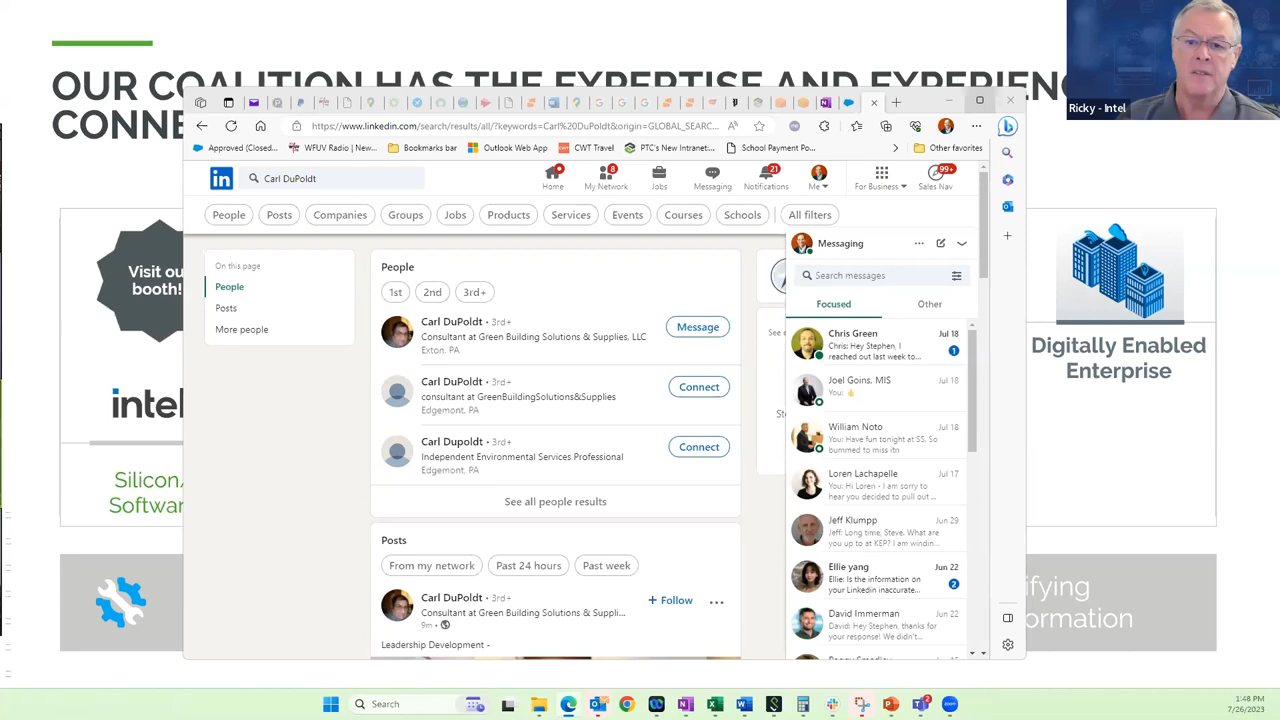 OUR COALITION HAS THE EXPERTISE AND EXPERIENC
CONNE
Ricky - Intel
https://www.linkedin.com/search/results/all/?keywords=Carl%20DuPoldt&origin=GLOBAL_SEARC...
Approved (Closed...
WFUV Radio | New...
Bookmarks bar
Outlook Web App
CWT Travel
PTC's New Intranet:...
School Payment Po...
Other favorites
in
Carl DuPoldt
Home
8
My Network
Jobs
Messaging
21
Notifications
Me
For Business
99+
Sales Nav
People
Posts
Companies
Groups
Jobs
Products
Services
Events
Courses
Schools
All filters
On this page
People
Posts
More people
People
1st
2nd
3rd+
Carl DuPoldt • 3rd+
Consultant at Green Building Solutions & Supplies, LLC
Exton, PA
Message
Carl DuPoldt • 3rd+
consultant at GreenBuildingSolutions&Supplies
Edgemont, PA
Connect
Carl Dupoldt • 3rd+
Independent Environmental Services Professional
Edgemont, PA
Connect
See all people results
Posts
From my network
Past 24 hours
Past week
Carl DuPoldt • 3rd+
Consultant at Green Building Solutions & Suppli...
9m •
+ Follow
Leadership Development -
See e
Ste
Messaging
Search messages
Focused
Other
Chris Green
Jul 18
Chris: Hey Stephen, I
reached out last week to...
1
Joel Goins, MIS
Jul 18
You: 👍
William Noto
Jul 18
You: Have fun tonight at SS. So
bummed to miss itn
Loren Lachapelle
Jul 17
You: Hi Loren - I am sorry to
hear you decided to pull out ...
Jeff Klumpp
Jun 29
Jeff: Long time, Steve. What are
you up to at KEP? I am windin...
Ellie yang
Jun 22
Ellie: Is the information on
your Linkedin inaccurate...
2
David Immerman
Jun 22
David: Hey Stephen, thanks for
your response! We didn't...
Visit ou
booth!
intel
Silicon/
Softwar
Digitally Enabled
Enterprise
ifying
ormation
Search
2
1:48 PM
7/26/2023